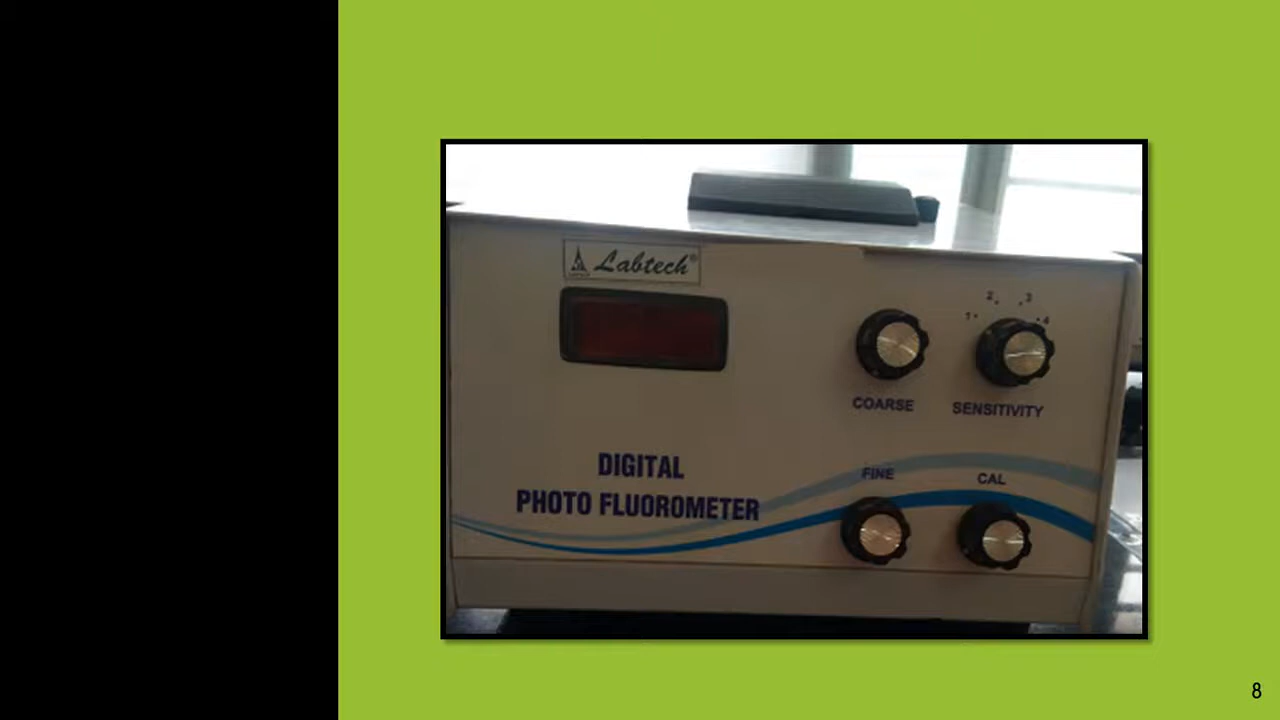 Labtech®
1 2 3 4
COARSE SENSITIVITY
DIGITAL
PHOTO FLUOROMETER
FINE CAL
8